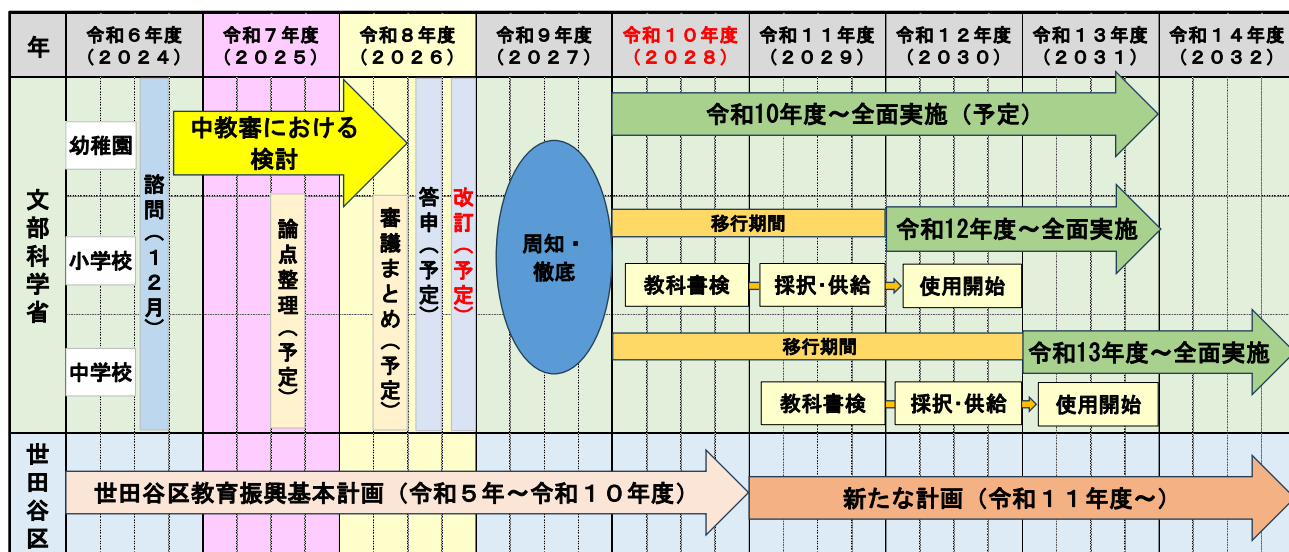 年
令和6年度
(2024)
令和7年度
(2025)
令和8年度
(2026)
令和9年度
(2027)
令和10年度
(2028)
令和11年度
(2029)
令和12年度
(2030)
令和13年度
(2031)
令和14年度
(2032)
文部科学省
幼稚園
小学校
中学校
諮問(12月)
中教審における
検討
論点整理(予定)
審議まとめ(予定)
答申(予定)
改訂(予定)
周知・
徹底
令和10年度～全面実施(予定)
移行期間
令和12年度～全面実施
教科書検
採択・供給
使用開始
移行期間
令和13年度～全面実施
教科書検
採択・供給
使用開始
世田谷区
世田谷区教育振興基本計画(令和5年～令和10年度)
新たな計画(令和11年度～)